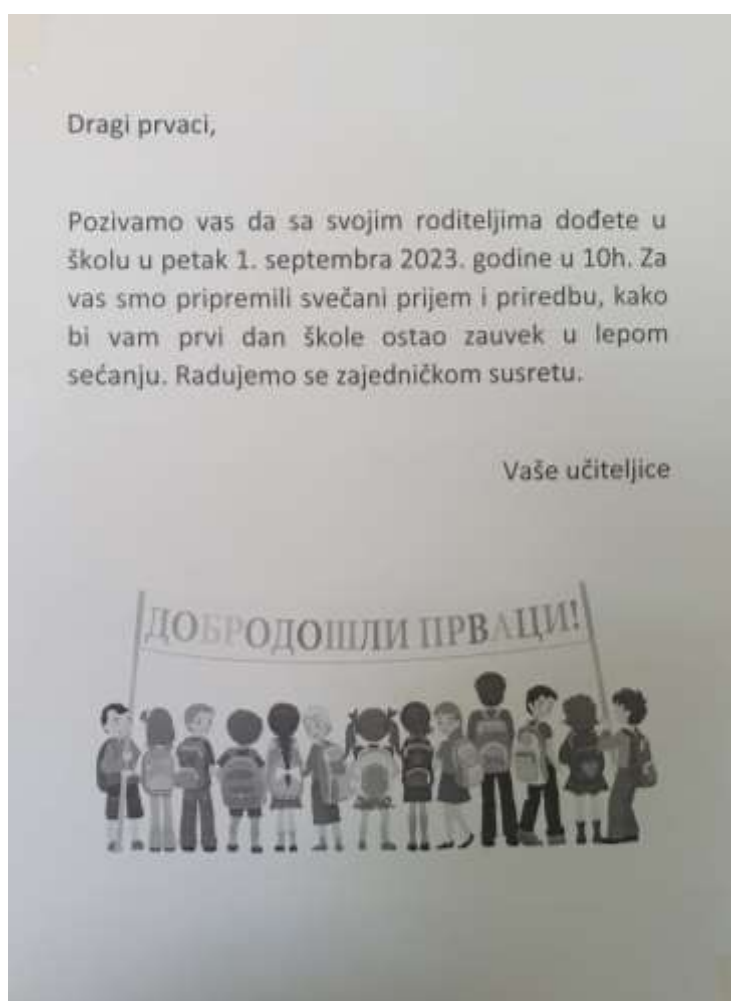 Dragi prvaci,
Pozivamo vas da sa svojim roditeljima dođete u
školu u petak 1. septembra 2023. godine u 10h. Za
vas smo pripremili svečani prijem i priredbu, kako
bi vam prvi dan škole ostao zauvek u lepom
sećanju. Radujemo se zajedničkom susretu.
Vaše učiteljice
ДОБРОДОШЛИ ПРВАЦИ!